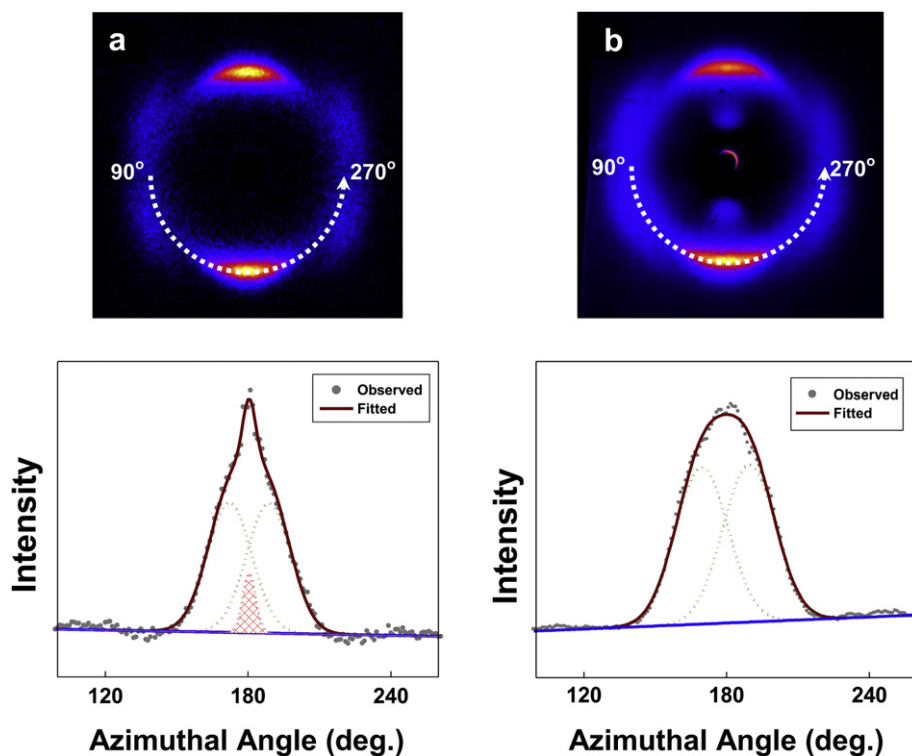 a
b
90°
270°
90°
270°
Observed
Fitted
Observed
Fitted
Intensity
Intensity
120
180
240
120
180
240
Azimuthal Angle (deg.)
Azimuthal Angle (deg.)